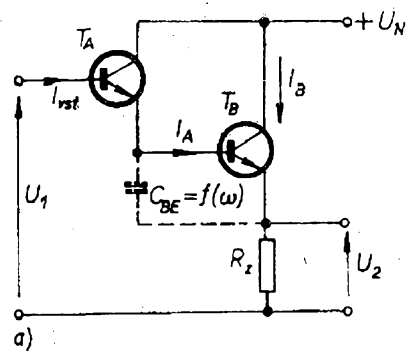 T_A
+ U_N
I_vst.
T_B
I_B
I_A
U_1
C_BE = f(ω)
R_z
U_2
a)